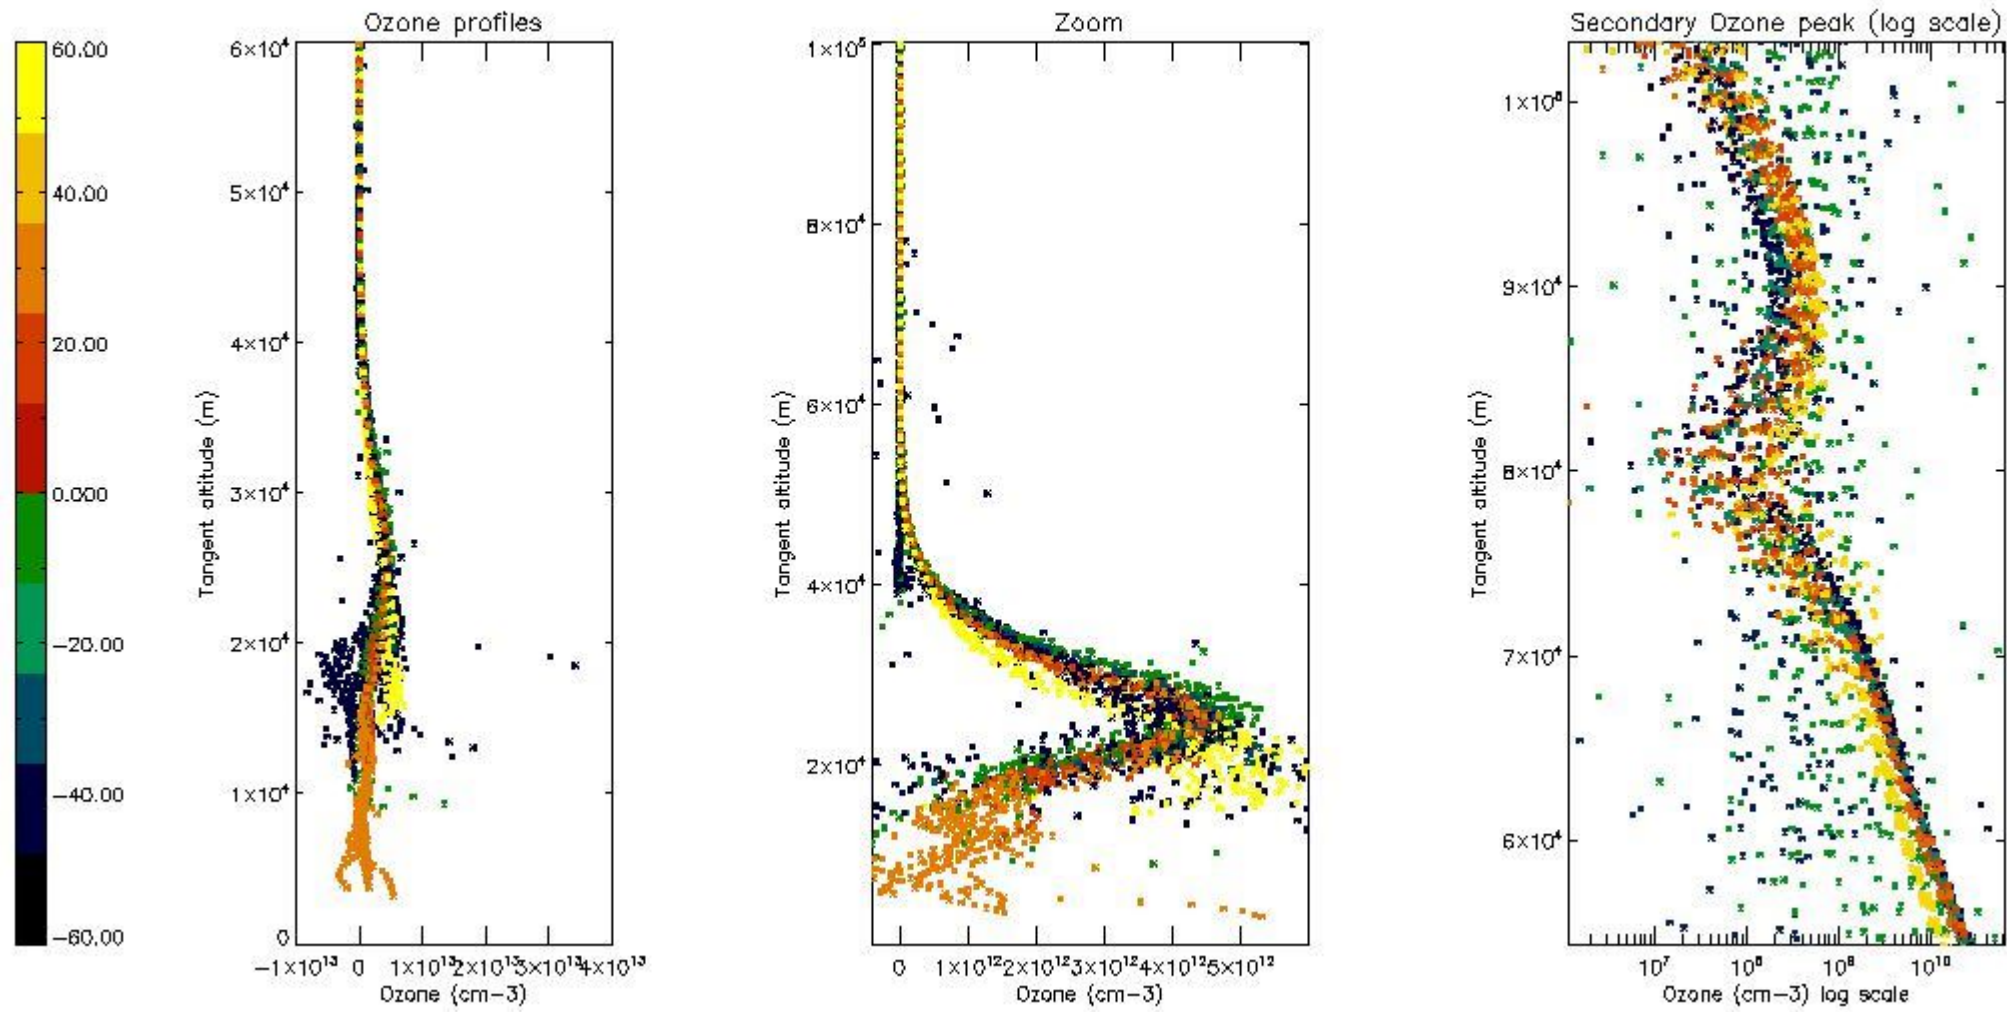 Ozone profiles
Zoom
Secondary Ozone peak (log scale)
60.00
40.00
20.00
0.000
−20.00
−40.00
−60.00
Tangent altitude (m)
6×10⁴
5×10⁴
4×10⁴
3×10⁴
2×10⁴
1×10⁴
0
−1×10¹³ 0 1×10¹³ 2×10¹³ 3×10¹³ 4×10¹³
Ozone (cm−3)
Tangent altitude (m)
1×10⁵
8×10⁴
6×10⁴
4×10⁴
2×10⁴
0 1×10¹² 2×10¹² 3×10¹² 4×10¹² 5×10¹²
Ozone (cm−3)
Tangent altitude (m)
1×10⁵
9×10⁴
8×10⁴
7×10⁴
6×10⁴
10⁷ 10⁸ 10⁹ 10¹⁰
Ozone (cm−3) log scale